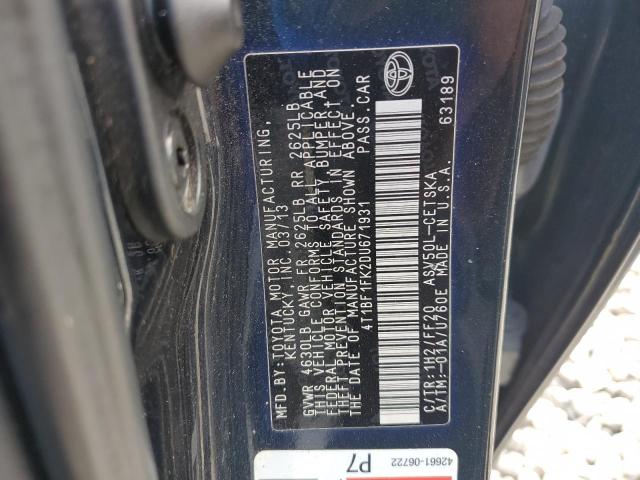 MFD.BY:TOYOTA MOTOR MANUFACTURING,
KENTUCKY, INC. 03/13
GVWR 4630LB GAWR FR 2625LB RR 2625LB
THIS VEHICLE CONFORMS TO ALL APPLICABLE
FEDERAL MOTOR VEHICLE SAFETY, BUMPER, AND
THEFT PREVENTION STANDARDS IN EFFECT ON
THE DATE OF MANUFACTURE SHOWN ABOVE.
4T1BF1FK2DU671931 PASS.CAR
C/TR:1H2/FF20 ASV50L-CETSKA
A/TM:-01A/U760E MADE IN U.S.A.
63189
42661-06722
P7